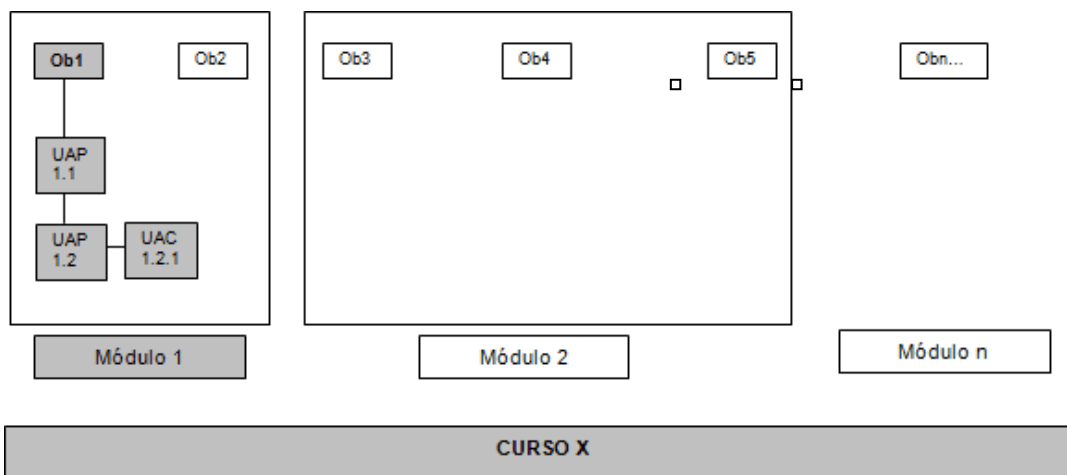 Ob1
Ob2
Ob3
Ob4
Ob5
Obn...
UAP
1.1
UAP
1.2
UAC
1.2.1
Módulo 1
Módulo 2
Módulo n
CURSO X